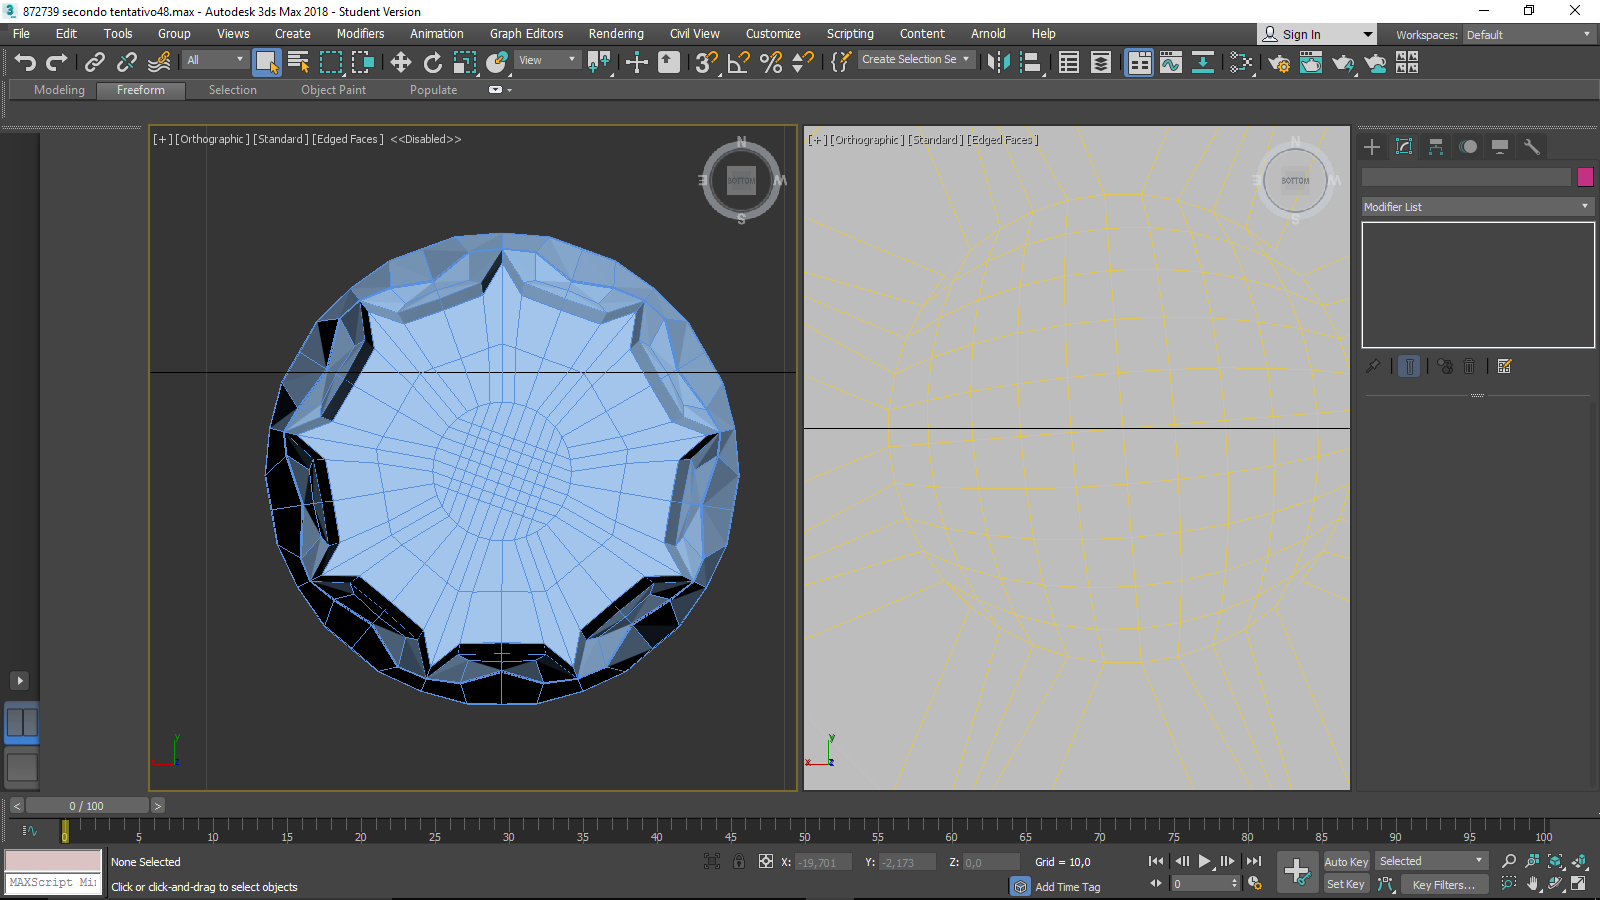 872739 secondo tentativo48.max - Autodesk 3ds Max 2018 - Student Version
File Edit Tools Group Views Create Modifiers Animation Graph Editors Rendering Civil View Customize Scripting Content Arnold Help
Sign In
Workspaces: Default
All
View
Create Selection Se
Modeling Freeform Selection Object Paint Populate
[+] [Orthographic] [Standard] [Edged Faces] <<Disabled>>
[+] [Orthographic] [Standard] [Edged Faces]
N
E BOTTOM W
S
N
E BOTTOM W
S
Modifier List
y
x z
y
x z
< 0 / 100 >
0 5 10 15 20 25 30 35 40 45 50 55 60 65 70 75 80 85 90 95 100
None Selected
X: -19,701 Y: -2,173 Z: 0,0 Grid = 10,0
Auto Key Selected
MAXScript Mi
Click or click-and-drag to select objects
Add Time Tag
0
Set Key Key Filters...